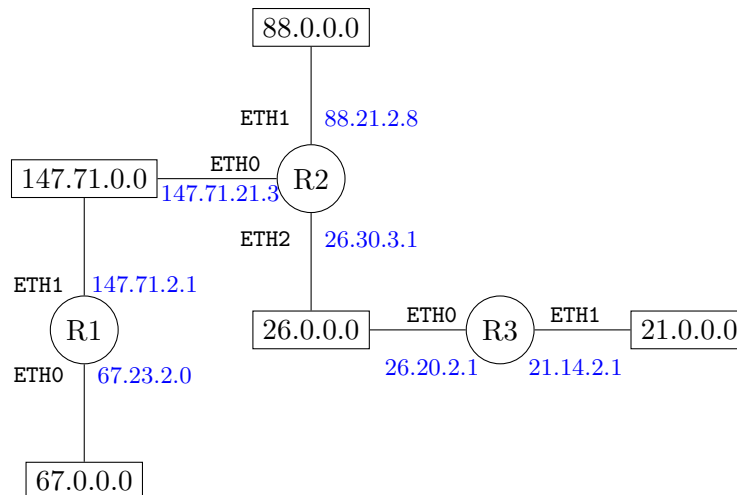 88.0.0.0
ETH1 88.21.2.8
147.71.0.0 ETH0 R2
147.71.21.3
ETH2 26.30.3.1
ETH1 147.71.2.1
R1 26.0.0.0 ETH0 R3 ETH1 21.0.0.0
26.20.2.1 21.14.2.1
ETH0 67.23.2.0
67.0.0.0